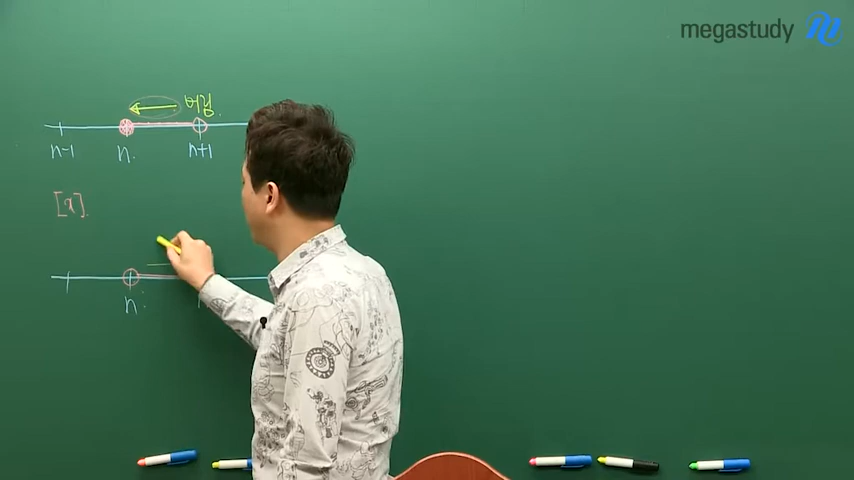 megastudy
버림
n-1 n. n+1
[x].
n.